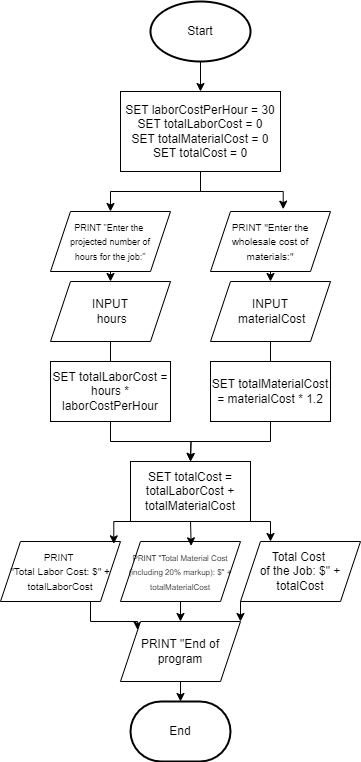 Start
SET laborCostPerHour = 30
SET totalLaborCost = 0
SET totalMaterialCost = 0
SET totalCost = 0
PRINT "Enter the
projected number of
hours for the job:"
PRINT "Enter the
wholesale cost of
materials:"
INPUT
hours
INPUT
materialCost
SET totalLaborCost =
hours *
laborCostPerHour
SET totalMaterialCost
= materialCost * 1.2
SET totalCost =
totalLaborCost +
totalMaterialCost
PRINT
"Total Labor Cost: $" +
totalLaborCost
PRINT "Total Material Cost
(including 20% markup): $" +
totalMaterialCost
Total Cost
of the Job: $" +
totalCost
PRINT "End of
program
End